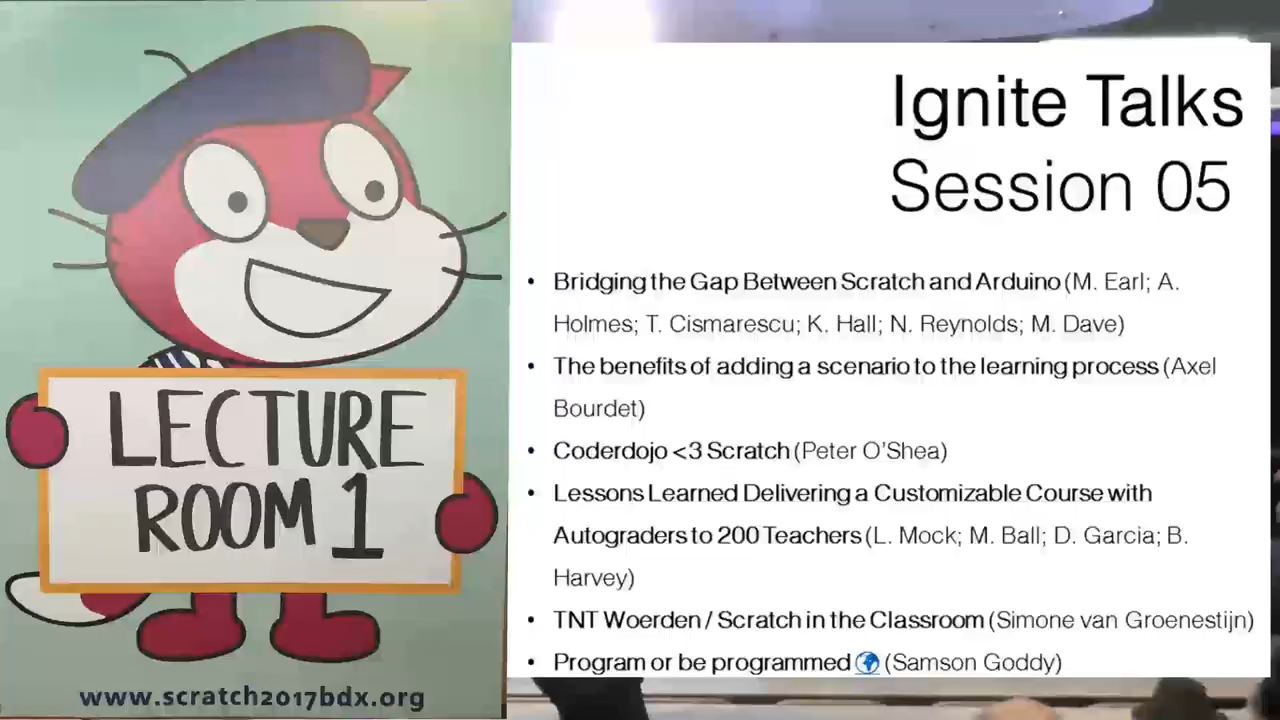 LECTURE
ROOM 1
www.scratch2017bdx.org
Ignite Talks
Session 05
• Bridging the Gap Between Scratch and Arduino (M. Earl; A.
Holmes; T. Cismarescu; K. Hall; N. Reynolds; M. Dave)
• The benefits of adding a scenario to the learning process (Axel
Bourdet)
• Coderdojo <3 Scratch (Peter O'Shea)
• Lessons Learned Delivering a Customizable Course with
Autograders to 200 Teachers (L. Mock; M. Ball; D. Garcia; B.
Harvey)
• TNT Woerden / Scratch in the Classroom (Simone van Groenestijn)
• Program or be programmed (Samson Goddy)